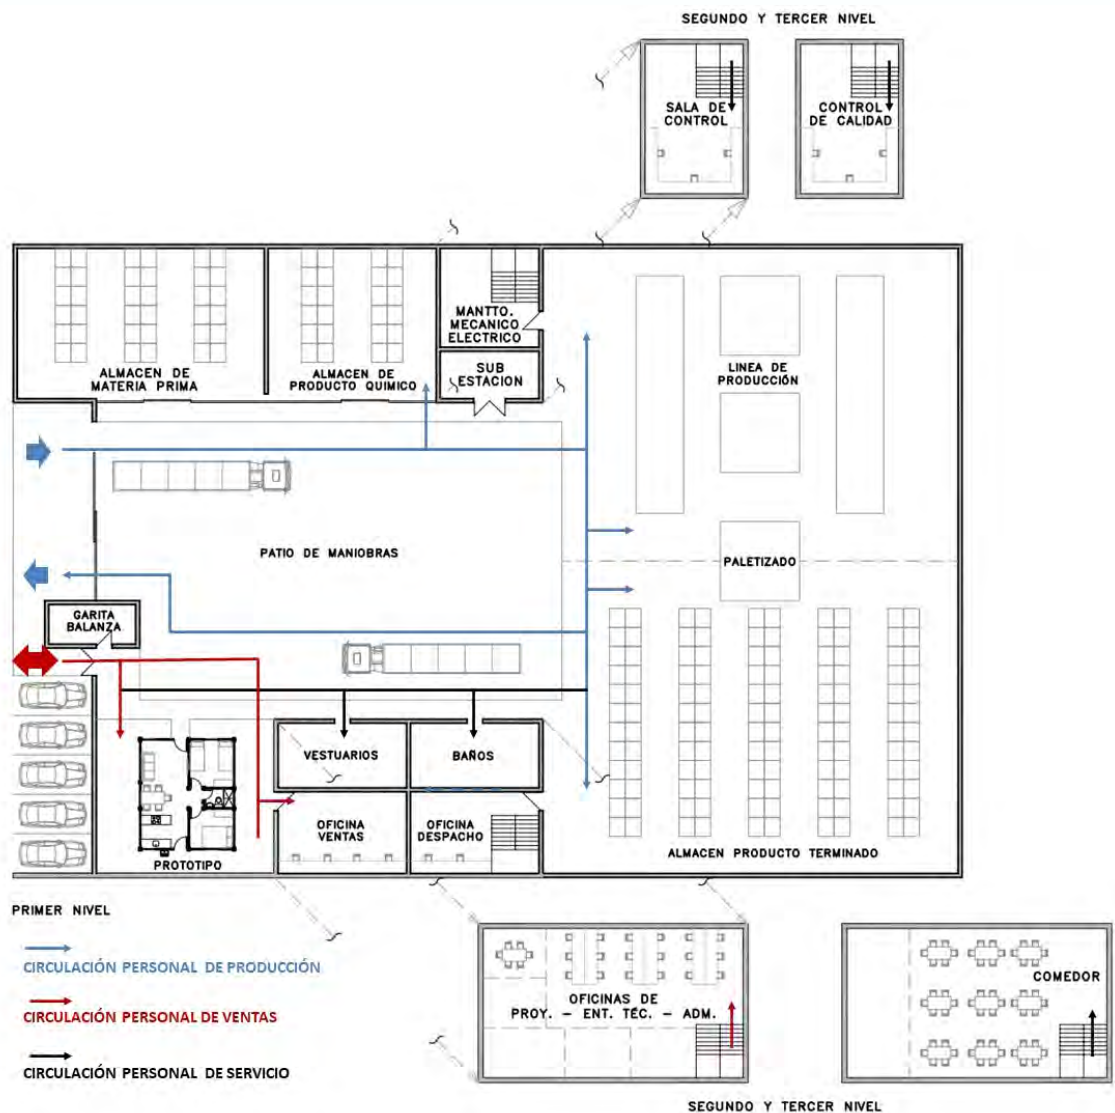 SEGUNDO Y TERCER NIVEL
SALA DE
CONTROL
CONTROL
DE CALIDAD
ALMACEN DE
MATERIA PRIMA
ALMACEN DE
PRODUCTO QUIMICO
MANTTO.
MECANICO
ELECTRICO
SUB
ESTACION
LINEA DE
PRODUCCIÓN
PATIO DE MANIOBRAS
PALETIZADO
GARITA
BALANZA
VESTUARIOS
BAÑOS
OFICINA
VENTAS
OFICINA
DESPACHO
PROTOTIPO
ALMACEN PRODUCTO TERMINADO
PRIMER NIVEL
CIRCULACIÓN PERSONAL DE PRODUCCIÓN
CIRCULACIÓN PERSONAL DE VENTAS
CIRCULACIÓN PERSONAL DE SERVICIO
OFICINAS DE
PROY. – ENT. TÉC. – ADM.
COMEDOR
SEGUNDO Y TERCER NIVEL